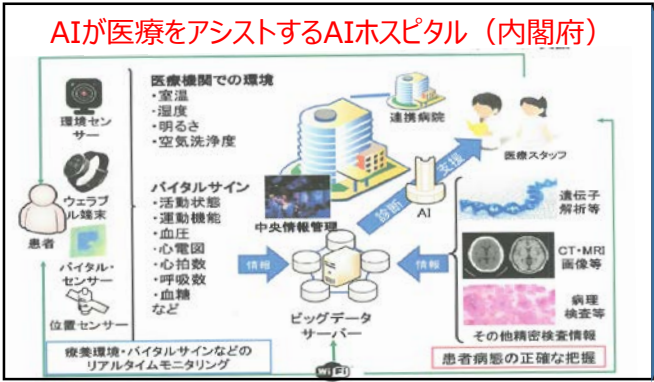 AIが医療をアシストするAIホスピタル（内閣府）
環境セン
サー
ウェラブ
ル端末
患者
バイタル・
センサー
位置センサー
医療機関での環境
・室温
・湿度
・明るさ
・空気洗浄度
バイタルサイン
・活動状態
・運動機能
・血圧
・心電図
・心拍数
・呼吸数
・血糖
など
連携病院
医療スタッフ
中央情報管理
診断
支援
AI
情報
情報
ビッグデータ
サーバー
遺伝子
解析等
CT・MRI
画像等
病理
検査等
その他精密検査情報
療養環境・バイタルサインなどの
リアルタイムモニタリング
WiFi
患者病態の正確な把握